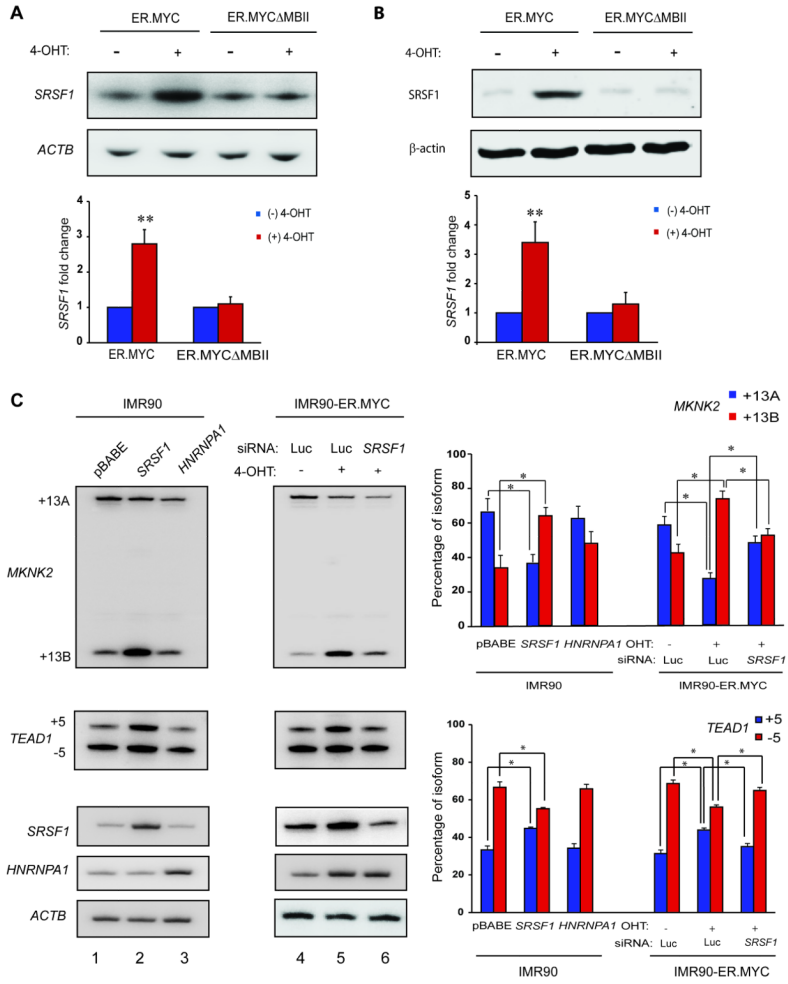 A
ER.MYC ER.MYCΔMBII
4-OHT: - + - +
SRSF1
ACTB
4
3
2
1
0
SRSF1 fold change
**
(-) 4-OHT
(+) 4-OHT
ER.MYC ER.MYCΔMBII
B
ER.MYC ER.MYCΔMBII
4-OHT: - + - +
SRSF1
β-actin
5
4
3
2
1
0
SRSF1 fold change
**
(-) 4-OHT
(+) 4-OHT
ER.MYC ER.MYCΔMBII
C
IMR90 IMR90-ER.MYC
pBABE SRSF1 HNRNPA1
siRNA: Luc Luc SRSF1
4-OHT: - + +
+13A
MKNK2
+13B
+5
TEAD1
-5
SRSF1
HNRNPA1
ACTB
1 2 3 4 5 6
MKNK2
+13A
+13B
100
80
60
40
20
0
Percentage of isoform
* * * * * *
pBABE SRSF1 HNRNPA1 OHT: - + +
siRNA: Luc Luc SRSF1
IMR90 IMR90-ER.MYC
TEAD1
+5
-5
100
80
60
40
20
0
Percentage of isoform
* * * * * *
pBABE SRSF1 HNRNPA1 OHT: - + +
siRNA: Luc Luc SRSF1
IMR90 IMR90-ER.MYC